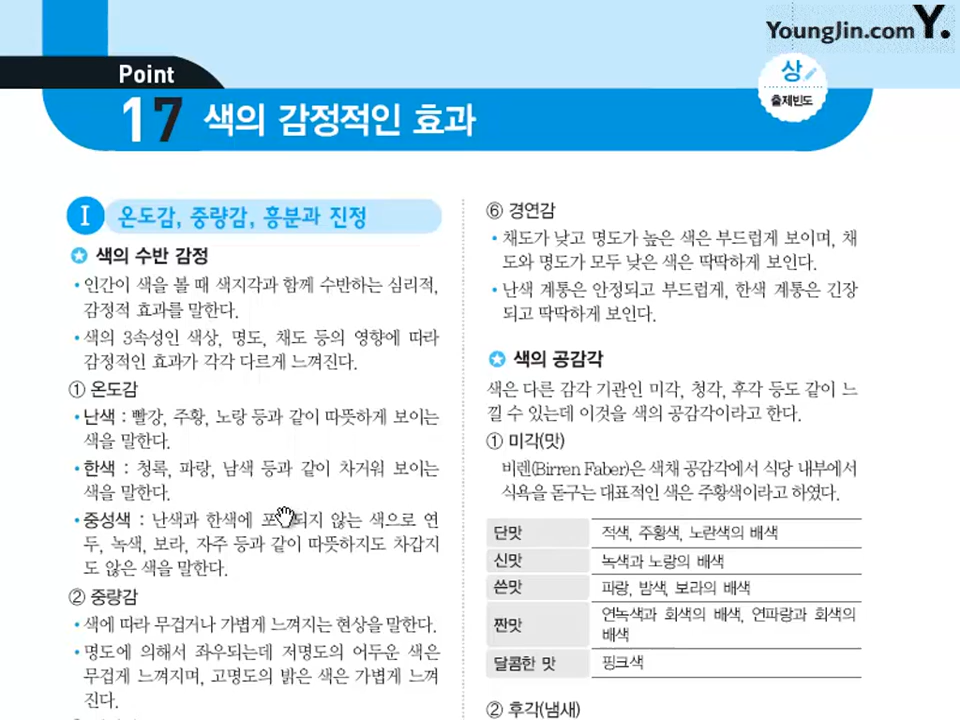 YoungJin.com Y.
Point
17 색의 감정적인 효과
상
출제빈도
I 온도감, 중량감, 흥분과 진정
색의 수반 감정
• 인간이 색을 볼 때 색지각과 함께 수반하는 심리적,
감정적 효과를 말한다.
• 색의 3속성인 색상, 명도, 채도 등의 영향에 따라
감정적인 효과가 각각 다르게 느껴진다.
① 온도감
• 난색 : 빨강, 주황, 노랑 등과 같이 따뜻하게 보이는
색을 말한다.
• 한색 : 청록, 파랑, 남색 등과 같이 차거워 보이는
색을 말한다.
• 중성색 : 난색과 한색에 포되지 않는 색으로 연
두, 녹색, 보라, 자주 등과 같이 따뜻하지도 차갑지
도 않은 색을 말한다.
② 중량감
• 색에 따라 무겁거나 가볍게 느껴지는 현상을 말한다.
• 명도에 의해서 좌우되는데 저명도의 어두운 색은
무겁게 느껴지며, 고명도의 밝은 색은 가볍게 느껴
진다.
⑥ 경연감
• 채도가 낮고 명도가 높은 색은 부드럽게 보이며, 채
도와 명도가 모두 낮은 색은 딱딱하게 보인다.
• 난색 계통은 안정되고 부드럽게, 한색 계통은 긴장
되고 딱딱하게 보인다.
색의 공감각
색은 다른 감각 기관인 미각, 청각, 후각 등도 같이 느
낄 수 있는데 이것을 색의 공감각이라고 한다.
① 미각(맛)
비렌(Birren Faber)은 색채 공감각에서 식당 내부에서
식욕을 돋구는 대표적인 색은 주황색이라고 하였다.
단맛 적색, 주황색, 노란색의 배색
신맛 녹색과 노랑의 배색
쓴맛 파랑, 밤색, 보라의 배색
짠맛 연녹색과 회색의 배색, 연파랑과 회색의
배색
달콤한 맛 핑크색
② 후각(냄새)